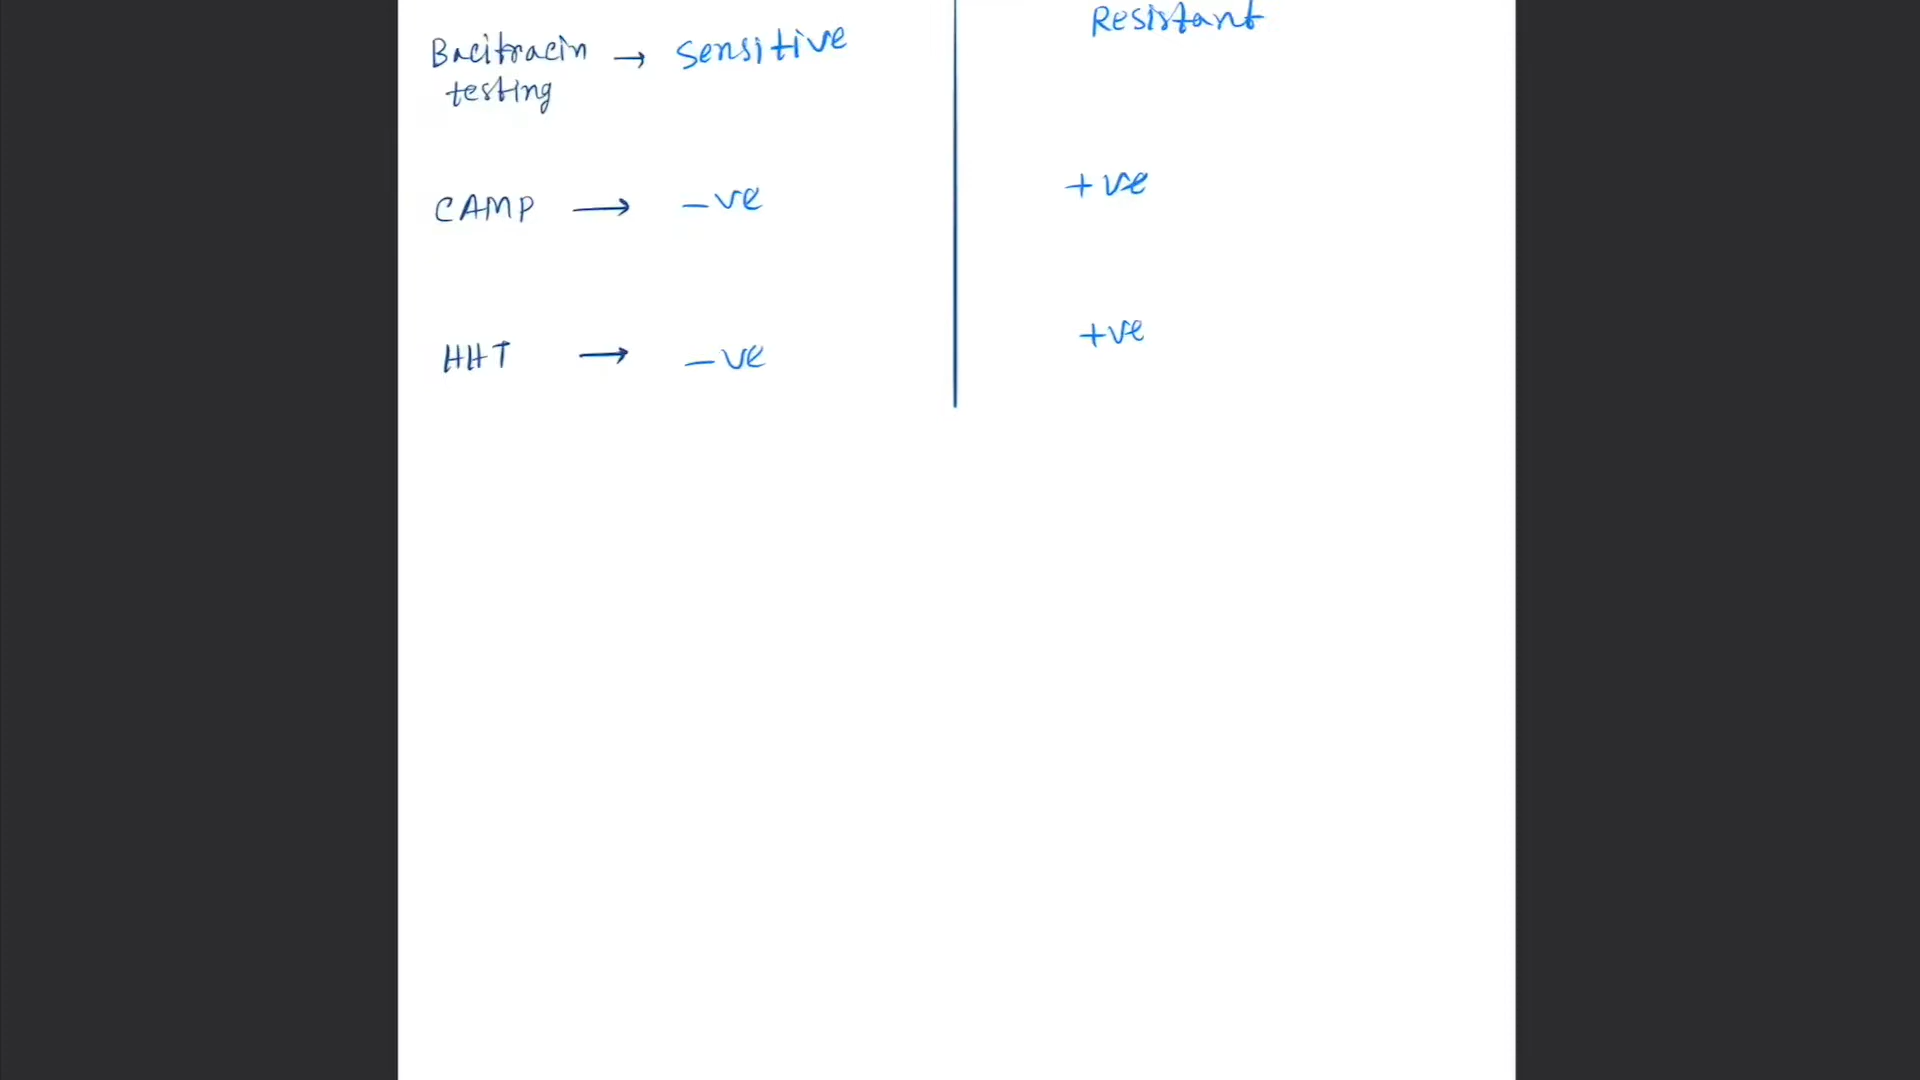 Resistant
Bacitracin → Sensitive
testing
CAMP → -ve
+ve
HHT → -ve
+ve